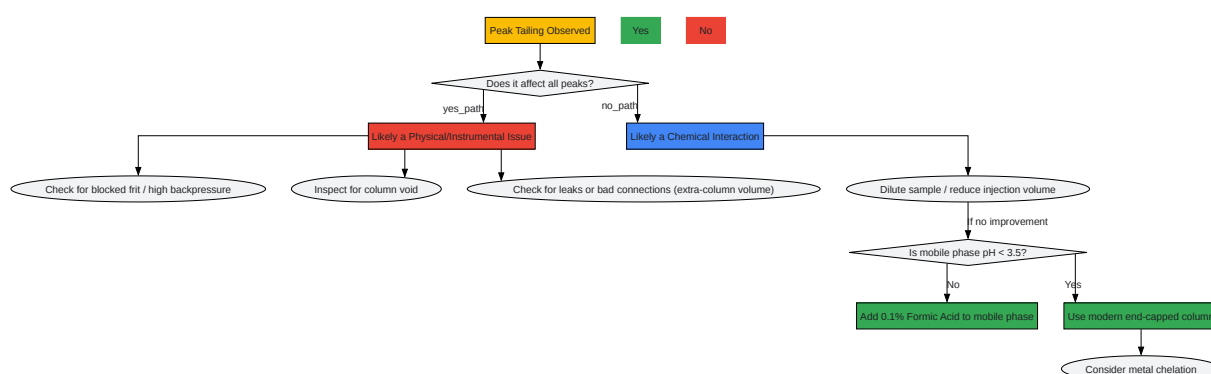 Peak Tailing Observed
Yes
No
Does it affect all peaks?
yes_path
no_path
Likely a Physical/Instrumental Issue
Likely a Chemical Interaction
Check for blocked frit / high backpressure
Inspect for column void
Check for leaks or bad connections (extra-column volume)
Dilute sample / reduce injection volume
If no improvement
Is mobile phase pH < 3.5?
No
Yes
Add 0.1% Formic Acid to mobile phase
Use modern end-capped column
Consider metal chelation